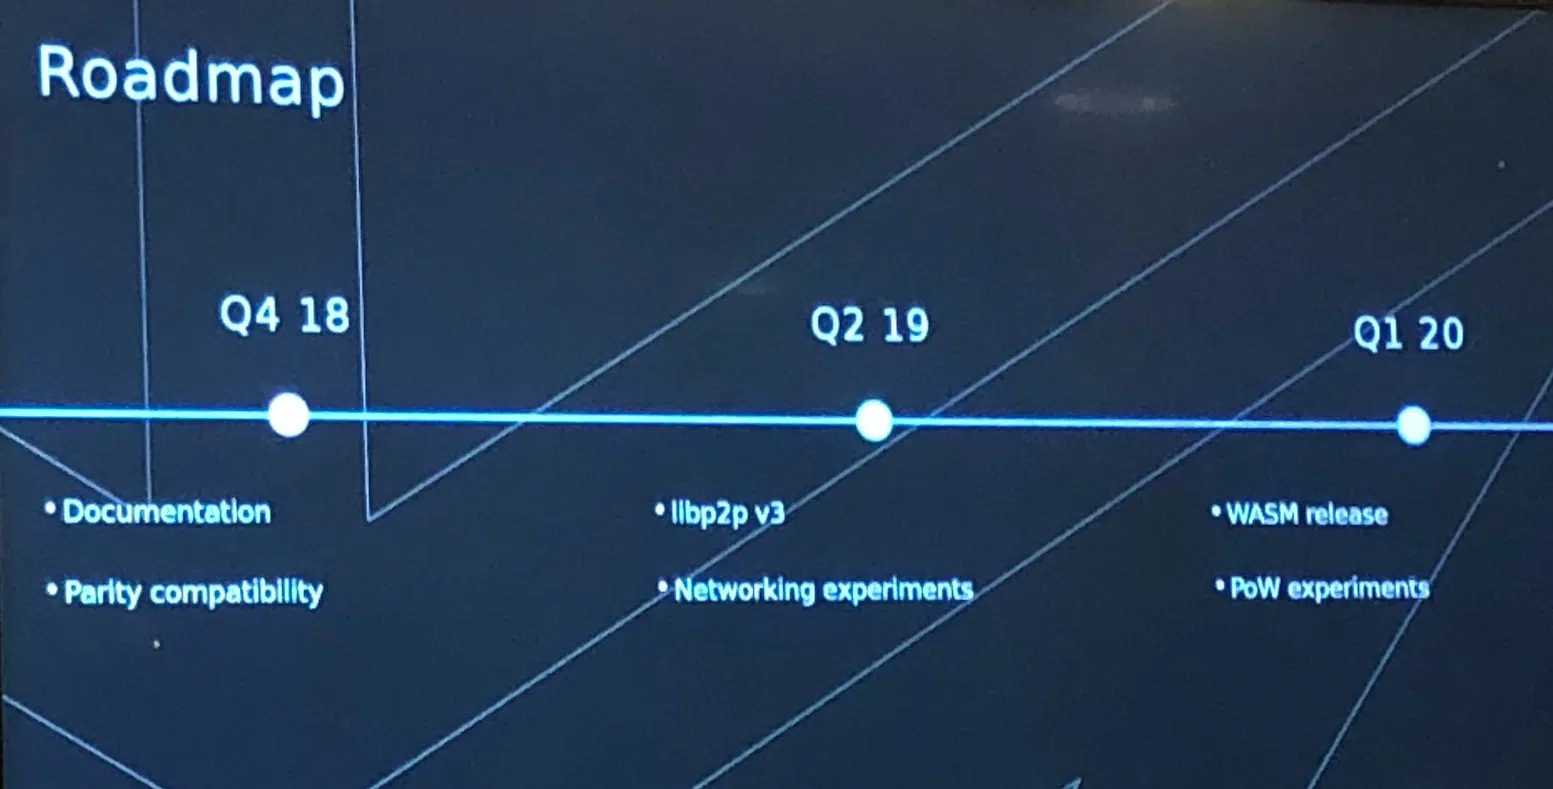 Roadmap
Q4 18
Q2 19
Q1 20
• Documentation
• Parity compatibility
• libp2p v3
• Networking experiments
• WASM release
• PoW experiments